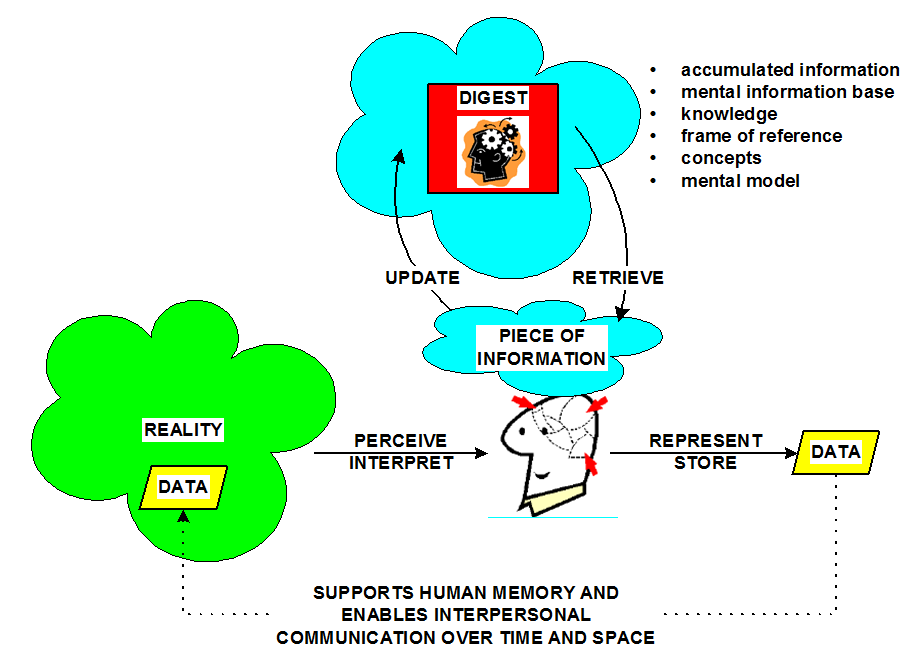 DIGEST
• accumulated information
• mental information base
• knowledge
• frame of reference
• concepts
• mental model
UPDATE
RETRIEVE
PIECE OF
INFORMATION
REALITY
DATA
PERCEIVE
INTERPRET
REPRESENT
STORE
DATA
SUPPORTS HUMAN MEMORY AND
ENABLES INTERPERSONAL
COMMUNICATION OVER TIME AND SPACE